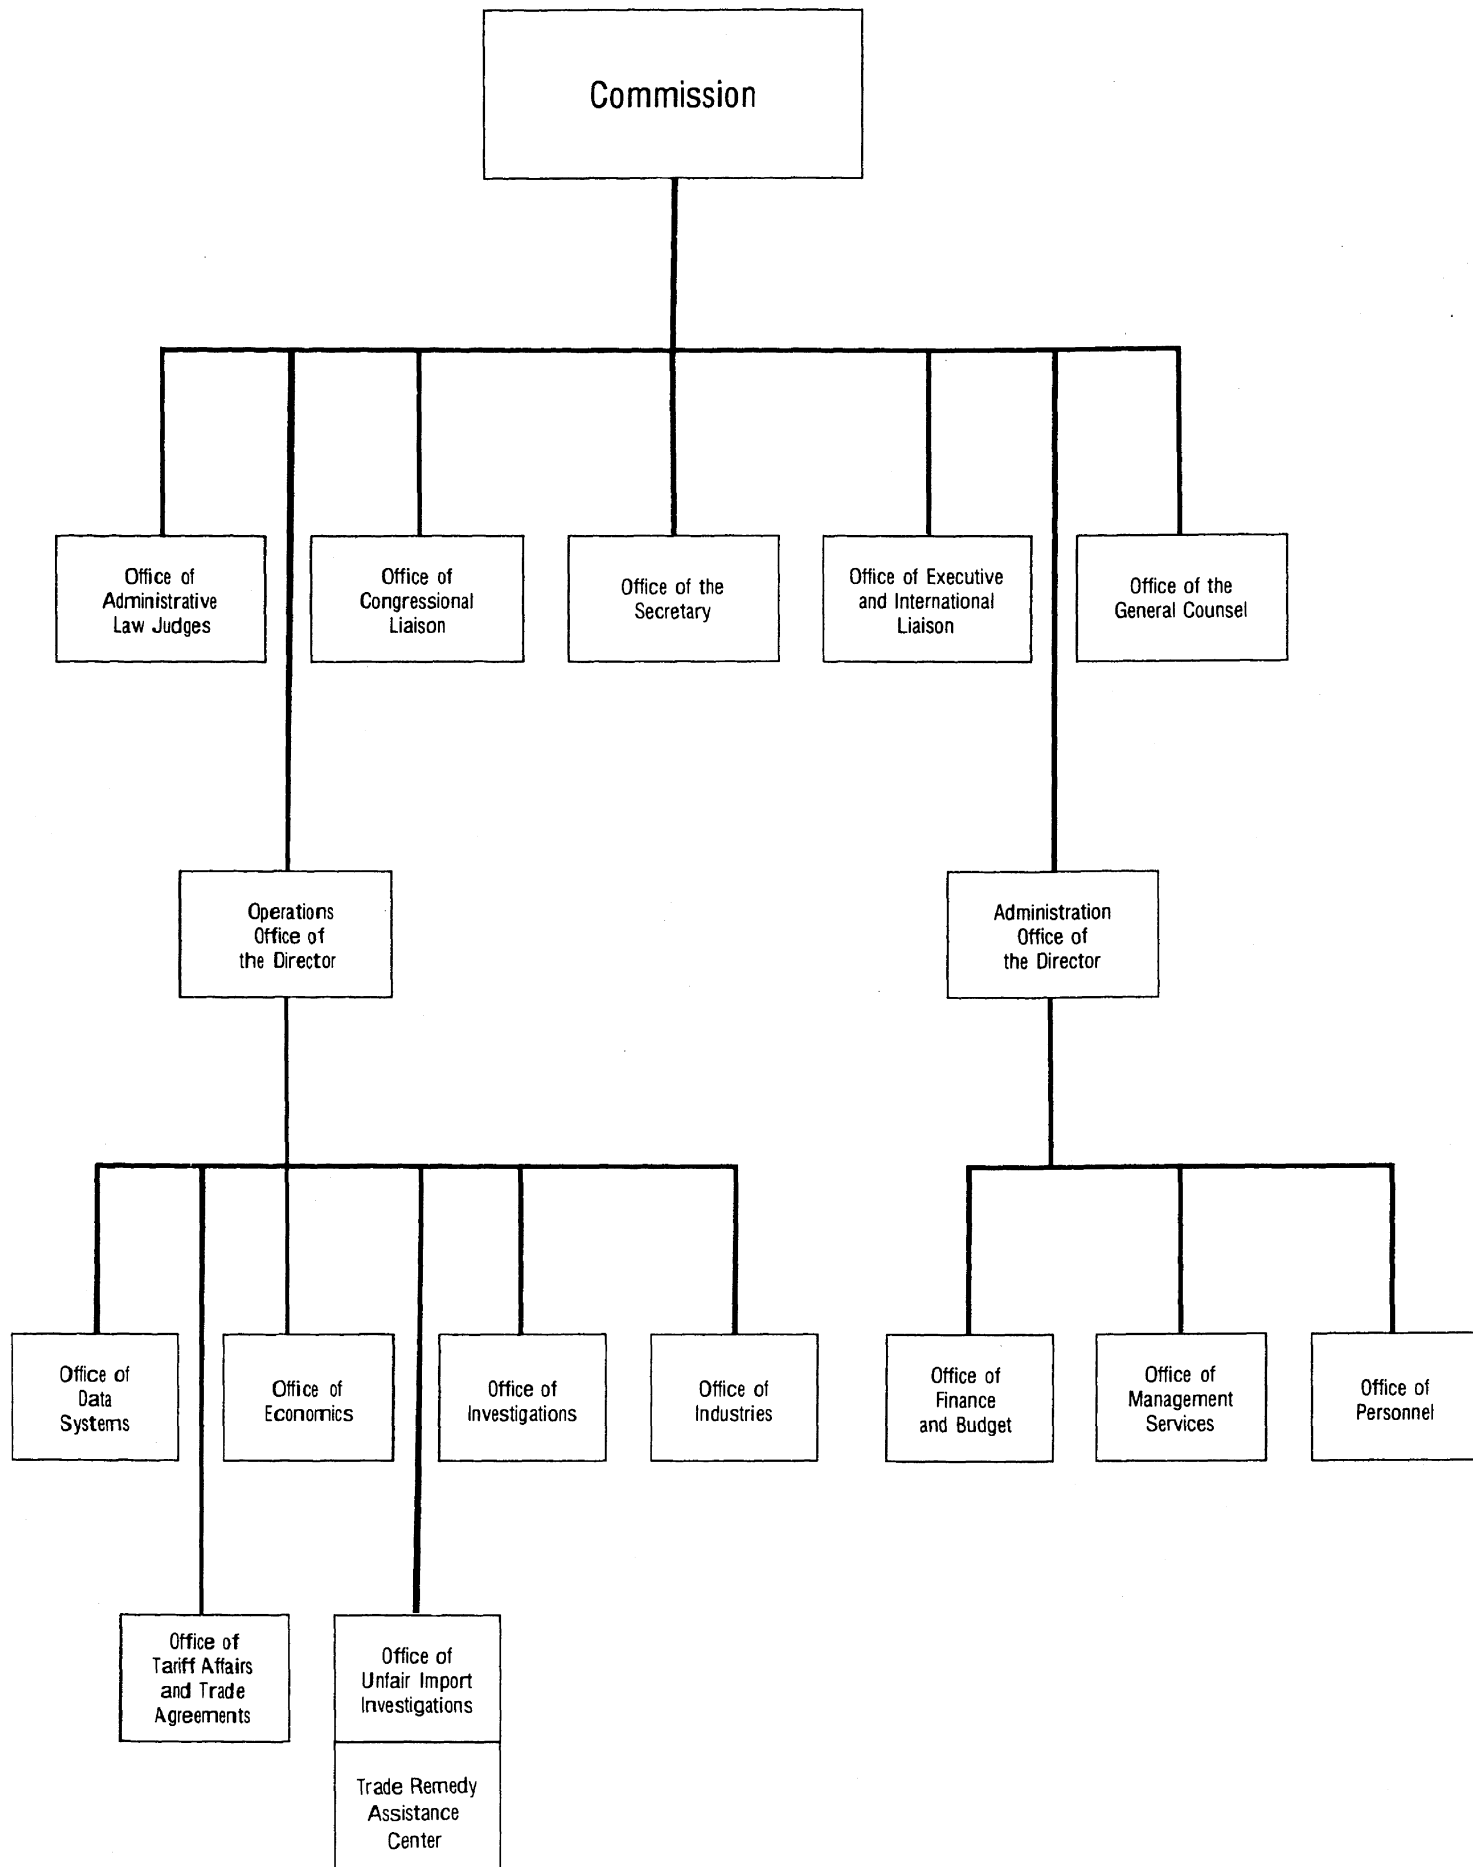 Commission
Office of
Administrative
Law Judges
Office of
Congressional
Liaison
Office of the
Secretary
Office of Executive
and International
Liaison
Office of the
General Counsel
Operations
Office of
the Director
Administration
Office of
the Director
Office of
Data
Systems
Office of
Economics
Office of
Investigations
Office of
Industries
Office of
Finance
and Budget
Office of
Management
Services
Office of
Personnel
Office of
Tariff Affairs
and Trade
Agreements
Office of
Unfair Import
Investigations
Trade Remedy
Assistance
Center